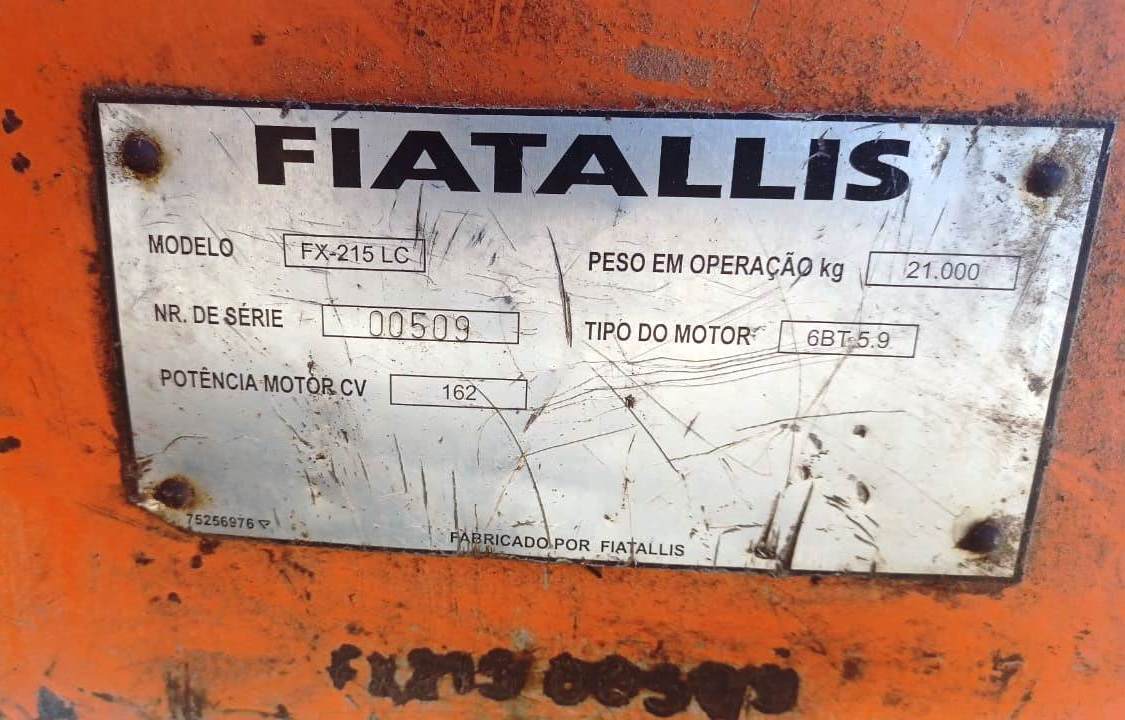 FIATALLIS
MODELO FX-215 LC PESO EM OPERAÇÃO kg 21.000
NR. DE SÉRIE 00509 TIPO DO MOTOR 6BT-5.9
POTÊNCIA MOTOR CV 162
75256976
FABRICADO POR FIATALLIS